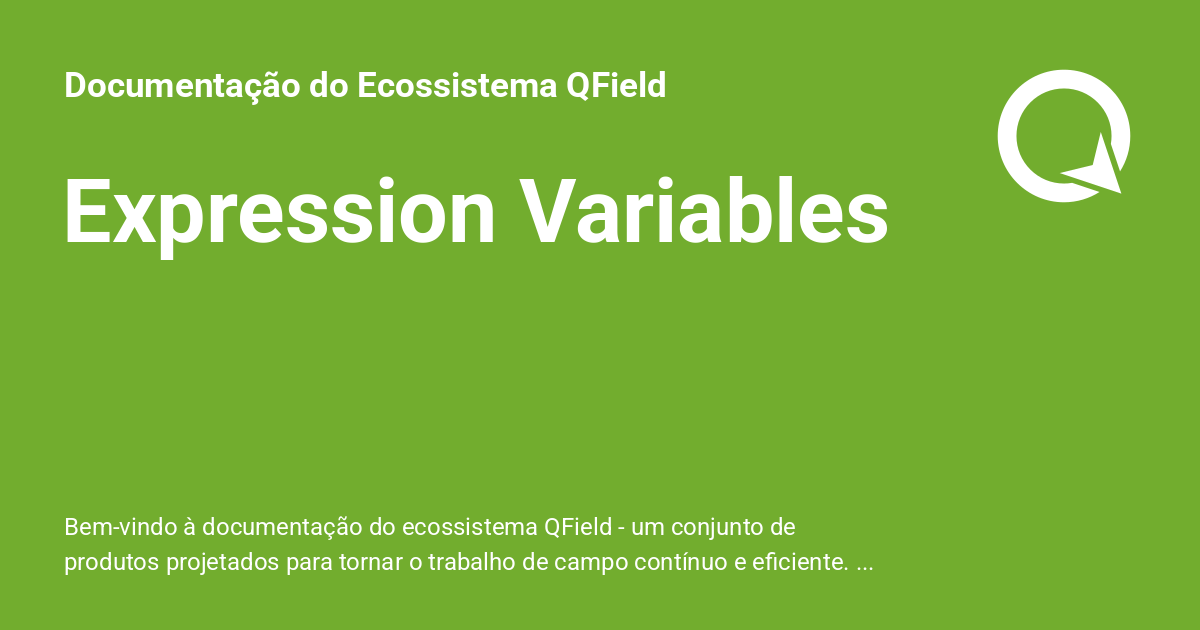 Documentação do Ecossistema QField
Expression Variables
Bem-vindo à documentação do ecossistema QField - um conjunto de
produtos projetados para tornar o trabalho de campo contínuo e eficiente. ...